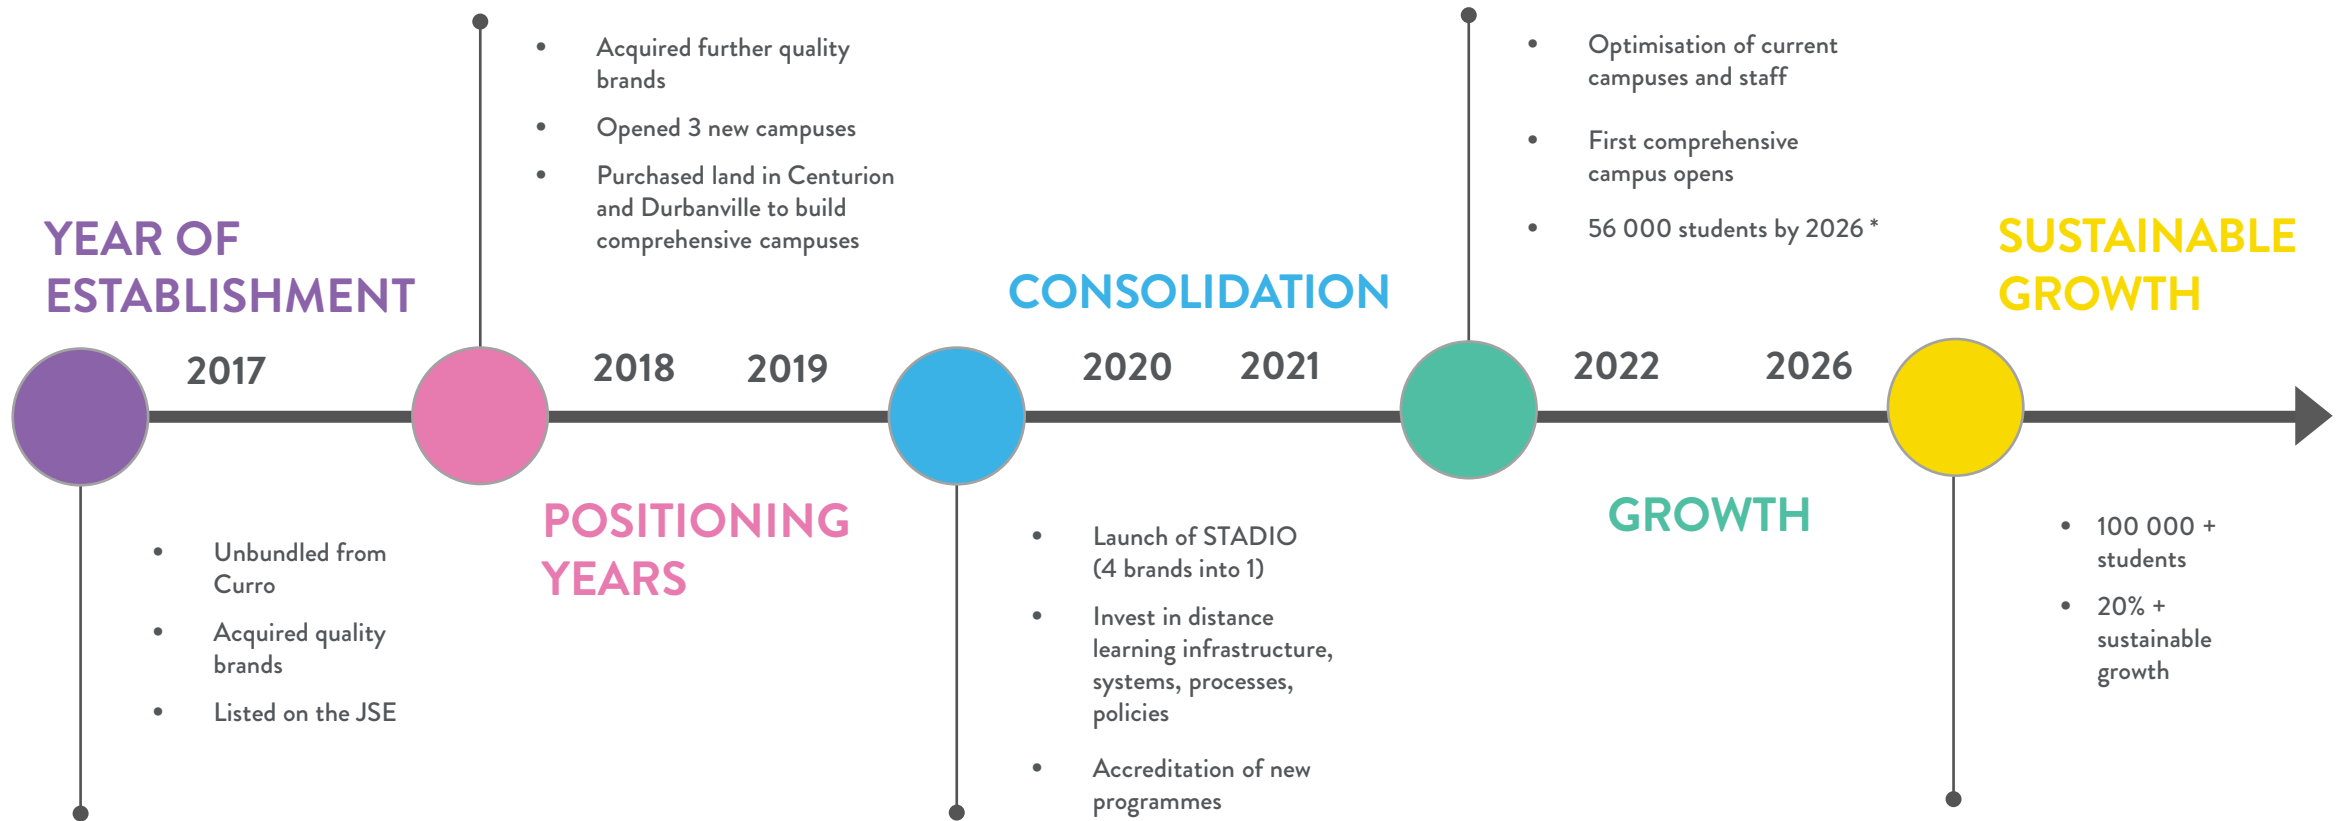 YEAR OF
ESTABLISHMENT
2017
• Unbundled from
Curro
• Acquired quality
brands
• Listed on the JSE
• Acquired further quality
brands
• Opened 3 new campuses
• Purchased land in Centurion
and Durbanville to build
comprehensive campuses
2018 2019
POSITIONING
YEARS
CONSOLIDATION
2020 2021
• Launch of STADIO
(4 brands into 1)
• Invest in distance
learning infrastructure,
systems, processes,
policies
• Accreditation of new
programmes
• Optimisation of current
campuses and staff
• First comprehensive
campus opens
• 56 000 students by 2026 *
2022 2026
GROWTH
SUSTAINABLE
GROWTH
• 100 000 +
students
• 20% +
sustainable
growth